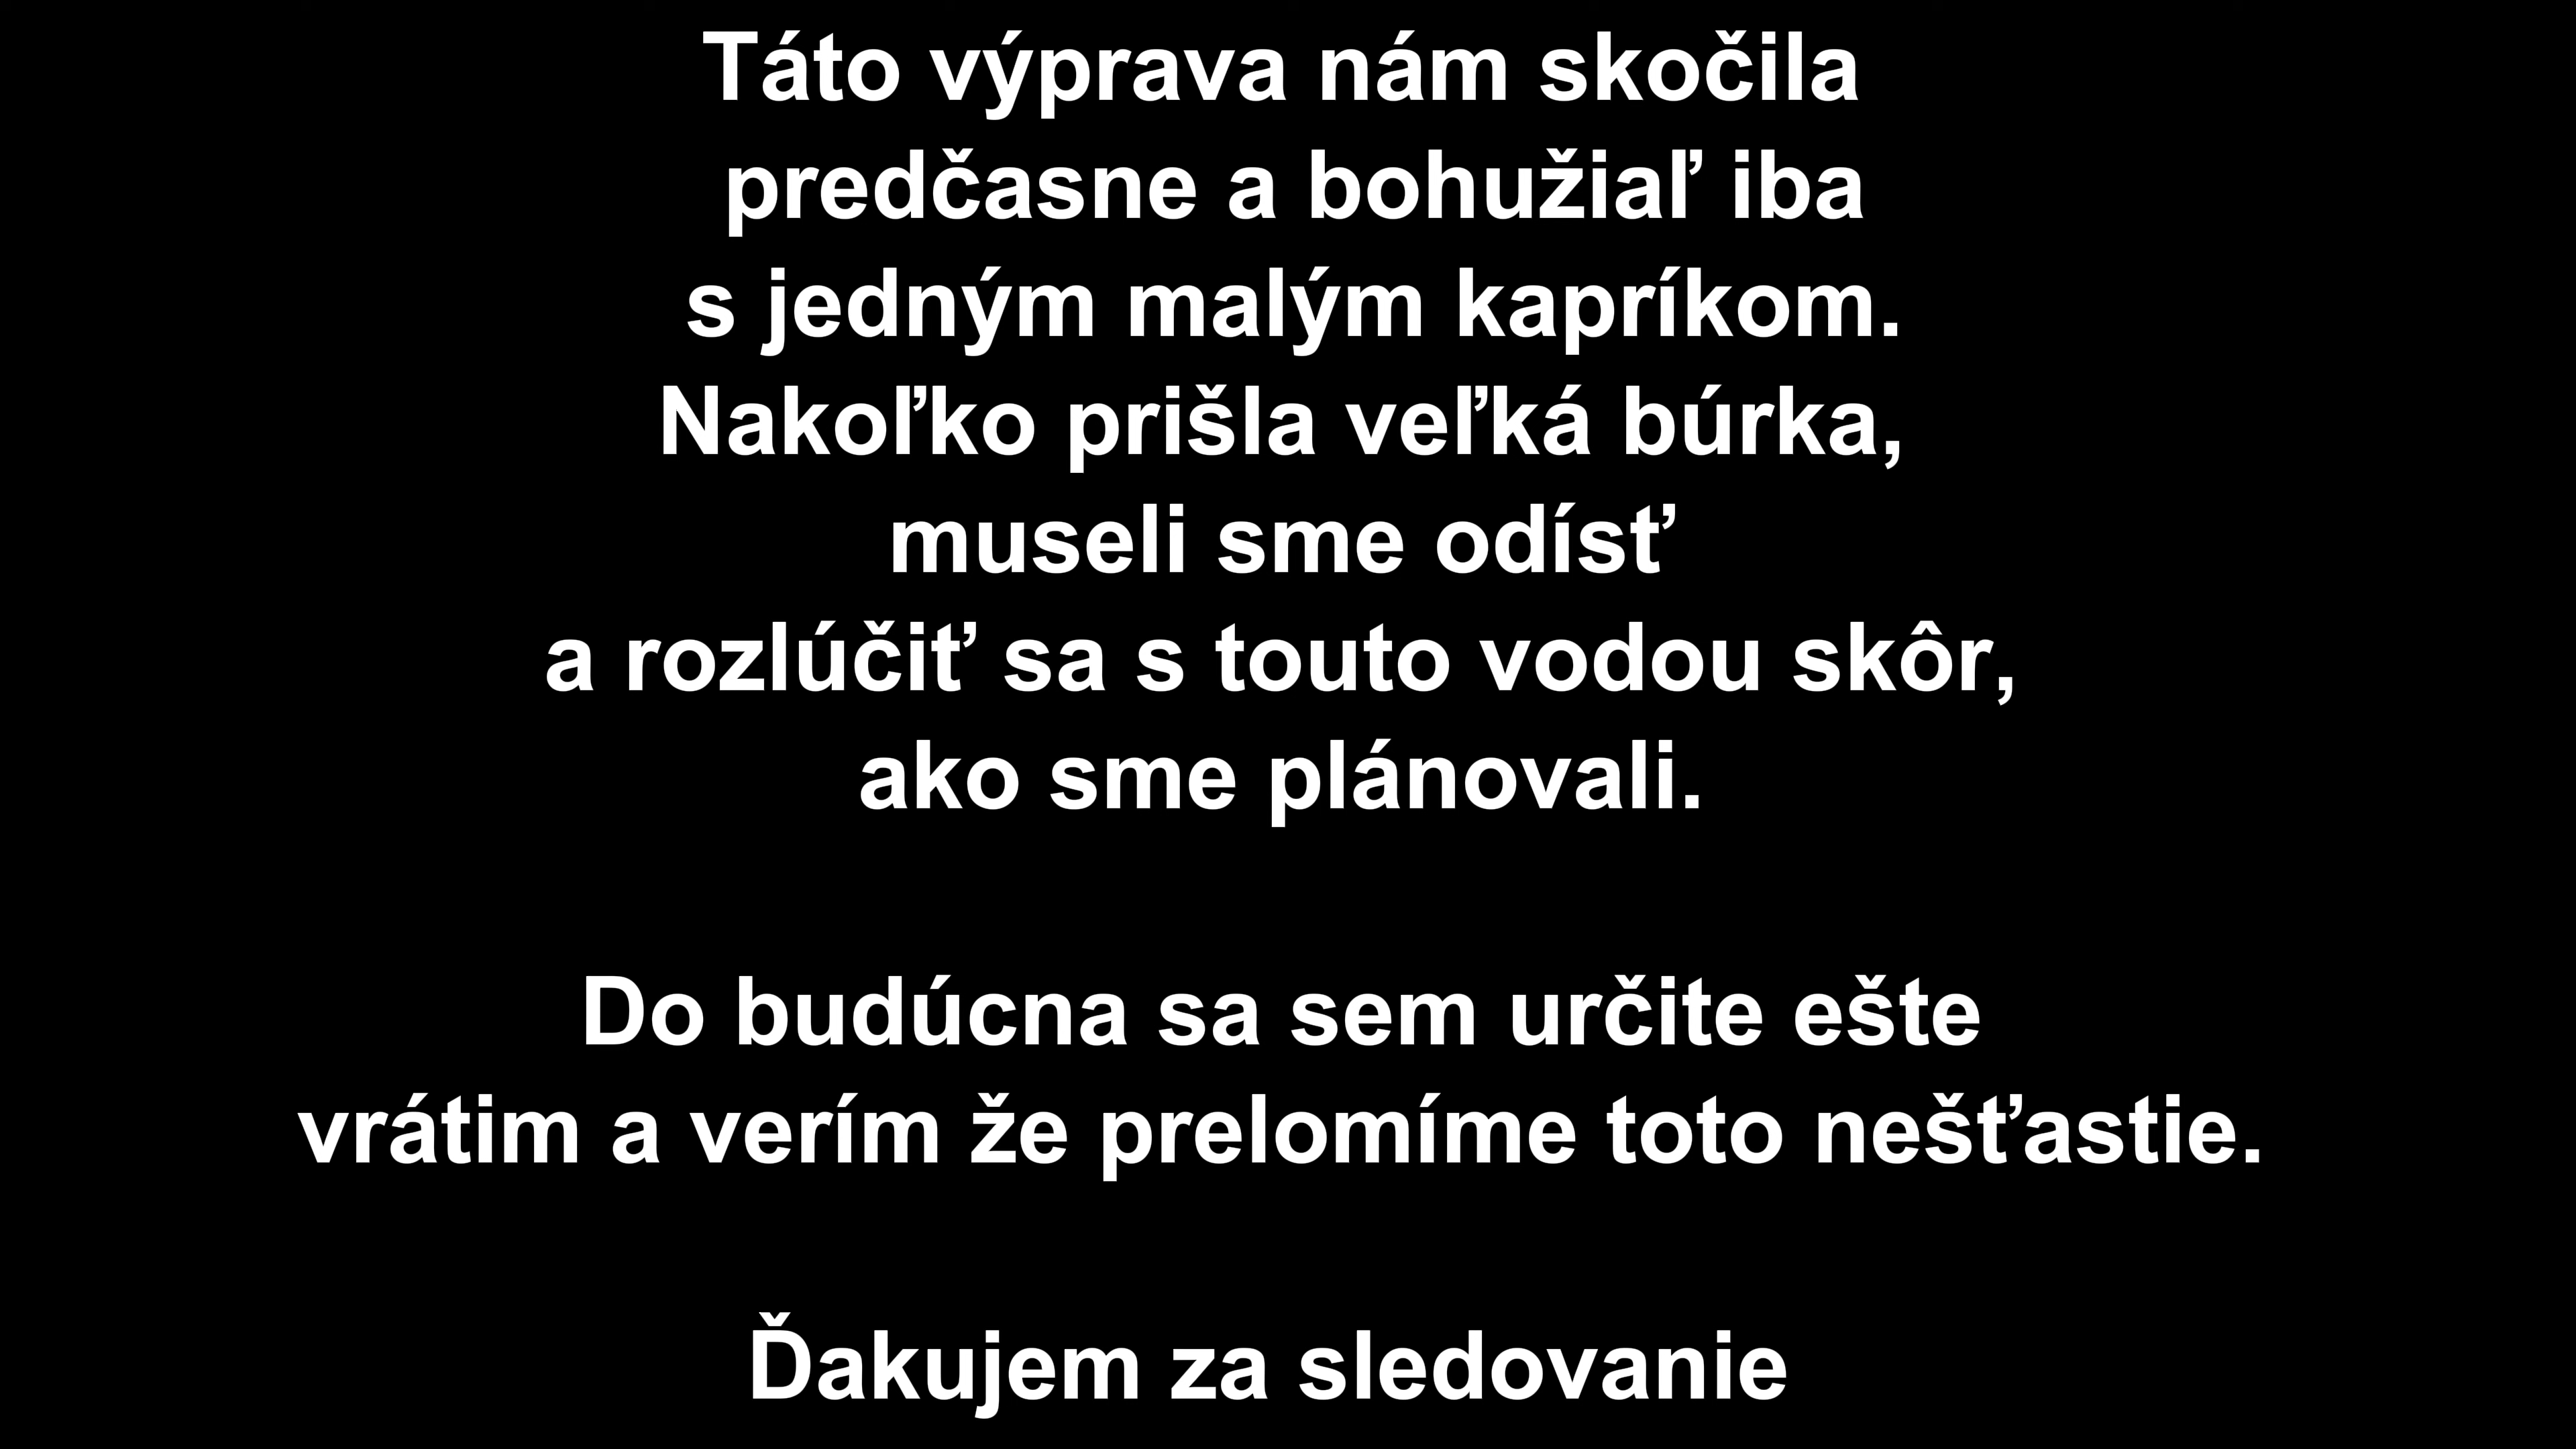 Táto výprava nám skočila
predčasne a bohužiaľ iba
s jedným malým kapríkom.
Nakoľko prišla veľká búrka,
museli sme odísť
a rozlúčiť sa s touto vodou skôr,
ako sme plánovali.
Do budúcna sa sem určite ešte
vrátim a verím že prelomíme toto nešťastie.
Ďakujem za sledovanie